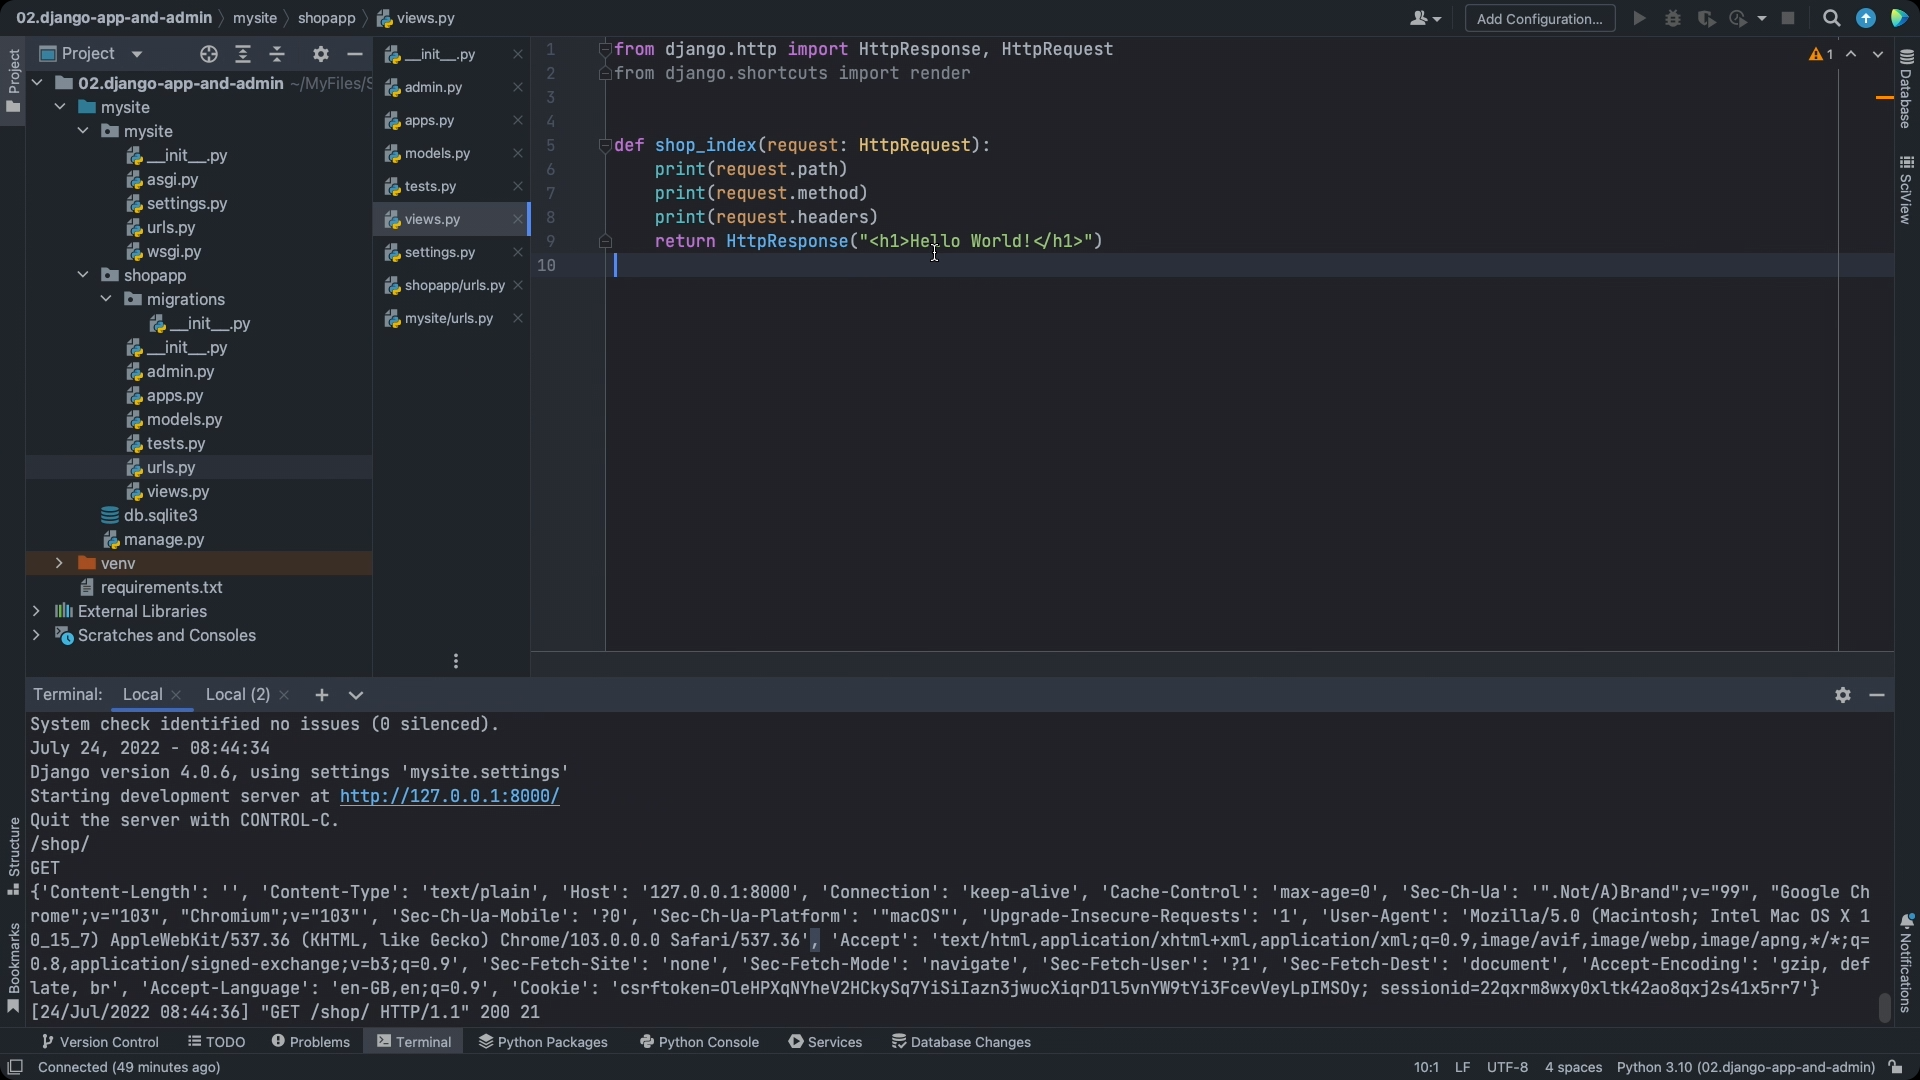 02.django-app-and-admin mysite shopapp views.py
Add Configuration...
Project
Project
02.django-app-and-admin ~/MyFiles/S
mysite
mysite
__init__.py
asgi.py
settings.py
urls.py
wsgi.py
shopapp
migrations
__init__.py
__init__.py
admin.py
apps.py
models.py
tests.py
urls.py
views.py
db.sqlite3
manage.py
venv
requirements.txt
External Libraries
Scratches and Consoles
__init__.py
admin.py
apps.py
models.py
tests.py
views.py
settings.py
shopapp/urls.py
mysite/urls.py
1 from django.http import HttpResponse, HttpRequest
2 from django.shortcuts import render
3
4
5 def shop_index(request: HttpRequest):
6 print(request.path)
7 print(request.method)
8 print(request.headers)
9 return HttpResponse("<h1>Hello World!</h1>")
10
1
Database
SciView
Terminal: Local Local (2)
System check identified no issues (0 silenced).
July 24, 2022 - 08:44:34
Django version 4.0.6, using settings 'mysite.settings'
Starting development server at http://127.0.0.1:8000/
Quit the server with CONTROL-C.
/shop/
GET
{'Content-Length': '', 'Content-Type': 'text/plain', 'Host': '127.0.0.1:8000', 'Connection': 'keep-alive', 'Cache-Control': 'max-age=0', 'Sec-Ch-Ua': '".Not/A)Brand";v="99", "Google Ch
rome";v="103", "Chromium";v="103"', 'Sec-Ch-Ua-Mobile': '?0', 'Sec-Ch-Ua-Platform': '"macOS"', 'Upgrade-Insecure-Requests': '1', 'User-Agent': 'Mozilla/5.0 (Macintosh; Intel Mac OS X 1
0_15_7) AppleWebKit/537.36 (KHTML, like Gecko) Chrome/103.0.0.0 Safari/537.36', 'Accept': 'text/html,application/xhtml+xml,application/xml;q=0.9,image/avif,image/webp,image/apng,*/*;q=
0.8,application/signed-exchange;v=b3;q=0.9', 'Sec-Fetch-Site': 'none', 'Sec-Fetch-Mode': 'navigate', 'Sec-Fetch-User': '?1', 'Sec-Fetch-Dest': 'document', 'Accept-Encoding': 'gzip, def
late, br', 'Accept-Language': 'en-GB,en;q=0.9', 'Cookie': 'csrftoken=OleHPXqNYheV2HCkySq7YiSiIazn3jwucXiqrD1l5vnYW9tYi3FcevVeyLpIMSOy; sessionid=22qxrm8wxy0xltk42ao8qxj2s41x5rr7'}
[24/Jul/2022 08:44:36] "GET /shop/ HTTP/1.1" 200 21
Structure
Bookmarks
Notifications
Version Control TODO Problems Terminal Python Packages Python Console Services Database Changes
Connected (49 minutes ago) 10:1 LF UTF-8 4 spaces Python 3.10 (02.django-app-and-admin)